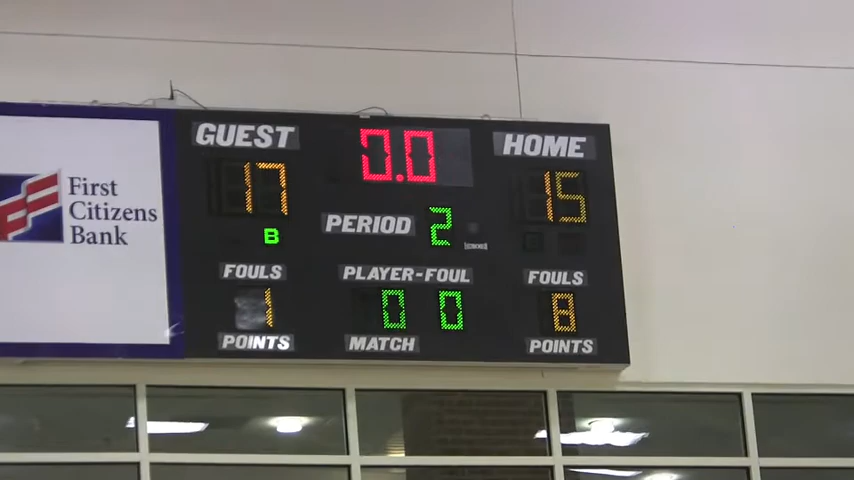 GUEST 0.0 HOME
17 15
PERIOD 2
B
FOULS PLAYER-FOUL FOULS
1 0 0 8
POINTS MATCH POINTS
First
Citizens
Bank